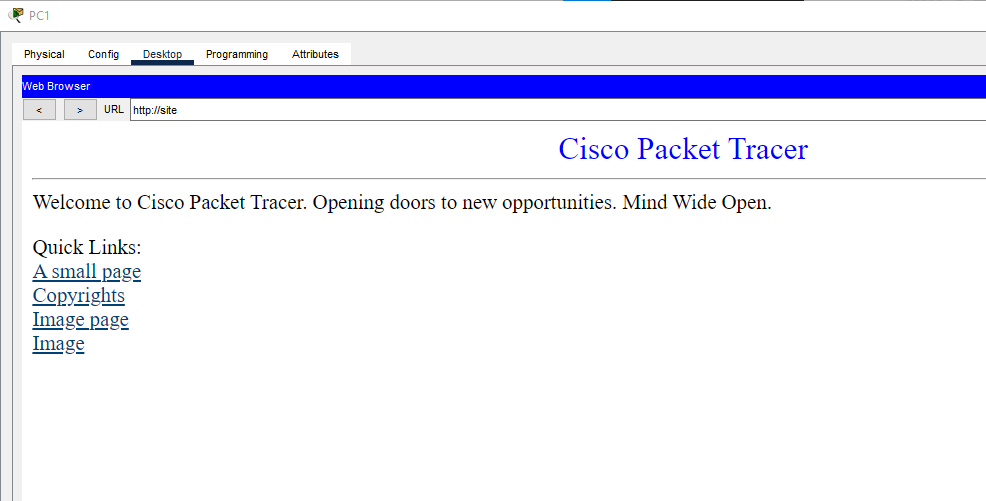 PC1
Physical Config Desktop Programming Attributes
Web Browser
< > URL http://site
Cisco Packet Tracer
Welcome to Cisco Packet Tracer. Opening doors to new opportunities. Mind Wide Open.
Quick Links:
A small page
Copyrights
Image page
Image